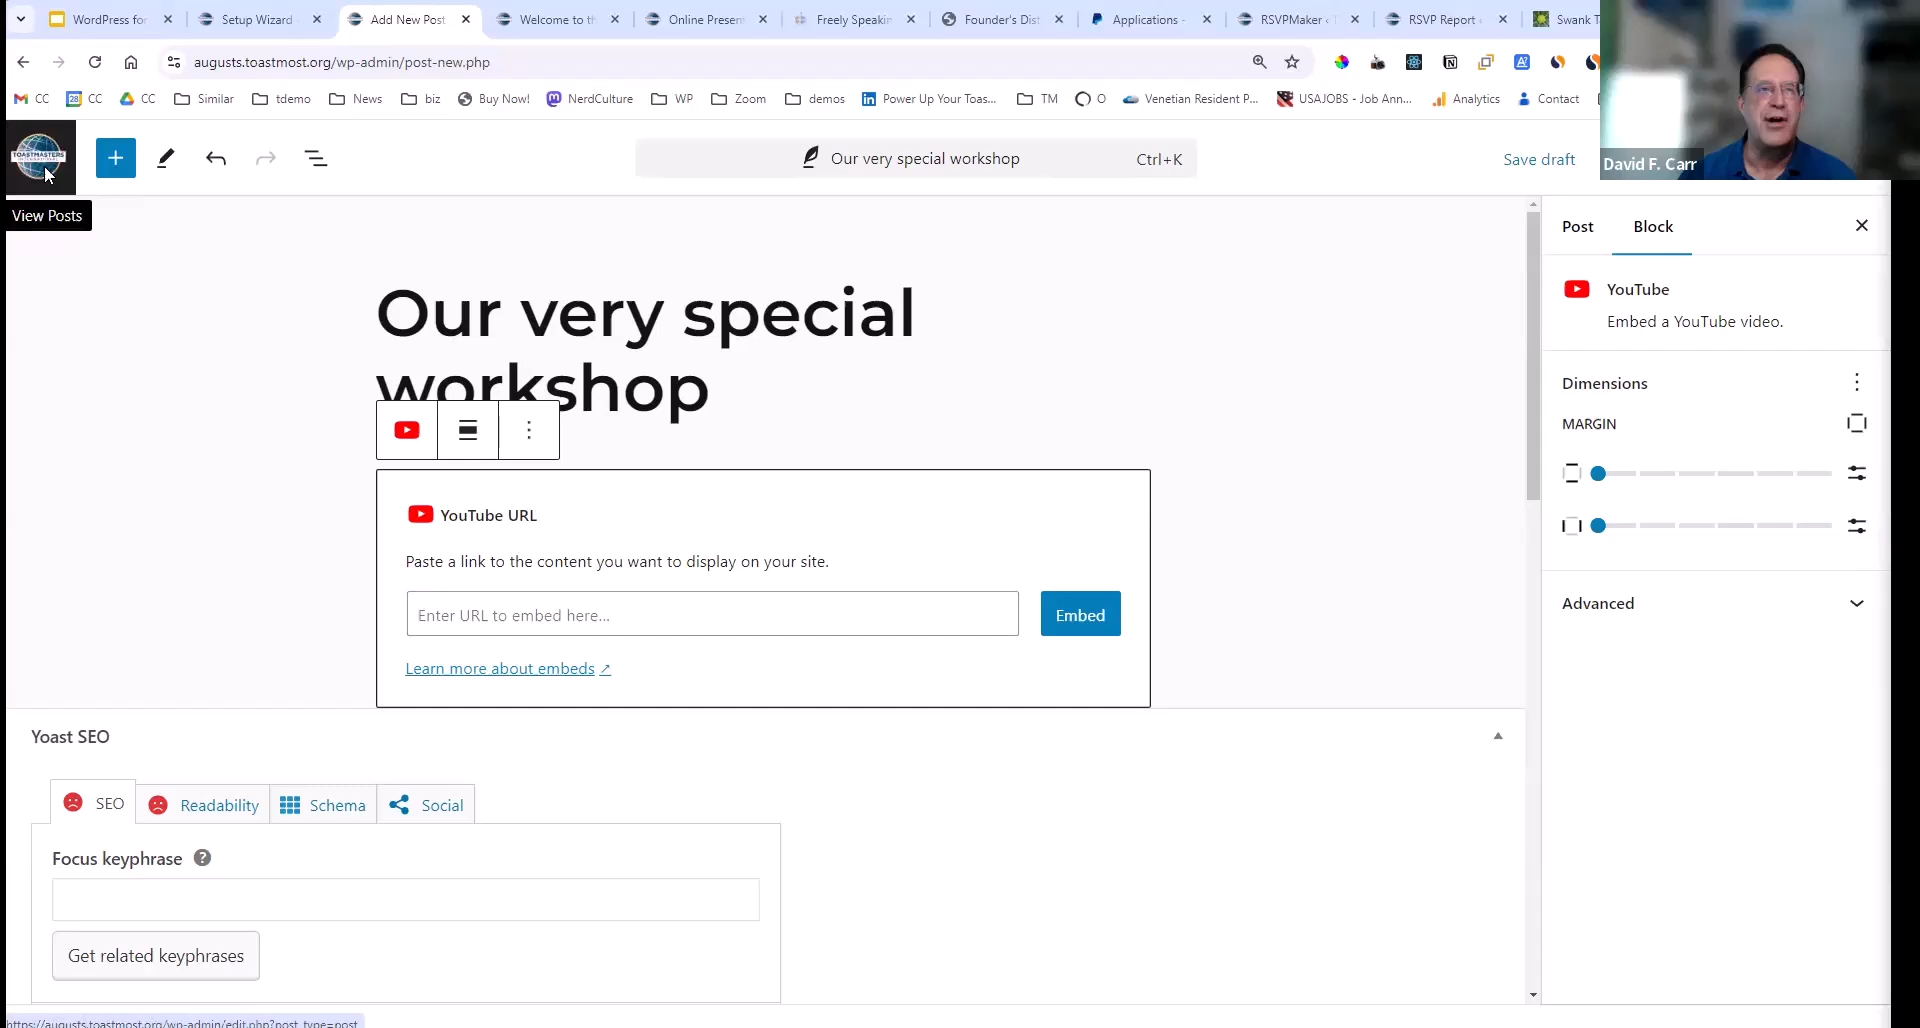 WordPress for
Setup Wizard
Add New Post
Welcome to th
Online Present
Freely Speakin
Founder's Dist
Applications -
RSVPMaker ‹ T
RSVP Report ‹
Swank T
augusts.toastmost.org/wp-admin/post-new.php
CC
CC
CC
Similar
tdemo
News
biz
Buy Now!
NerdCulture
WP
Zoom
demos
Power Up Your Toas...
TM
O
Venetian Resident P...
USAJOBS - Job Ann...
Analytics
Contact
David F. Carr
TOASTMASTERS
INTERNATIONAL
Our very special workshop
Ctrl+K
Save draft
View Posts
Post
Block
Our very special
workshop
YouTube
Embed a YouTube video.
Dimensions
MARGIN
YouTube URL
Paste a link to the content you want to display on your site.
Enter URL to embed here...
Embed
Learn more about embeds ↗
Advanced
Yoast SEO
SEO
Readability
Schema
Social
Focus keyphrase
Get related keyphrases
https://augusts.toastmost.org/wp-admin/edit.php?post_type=post